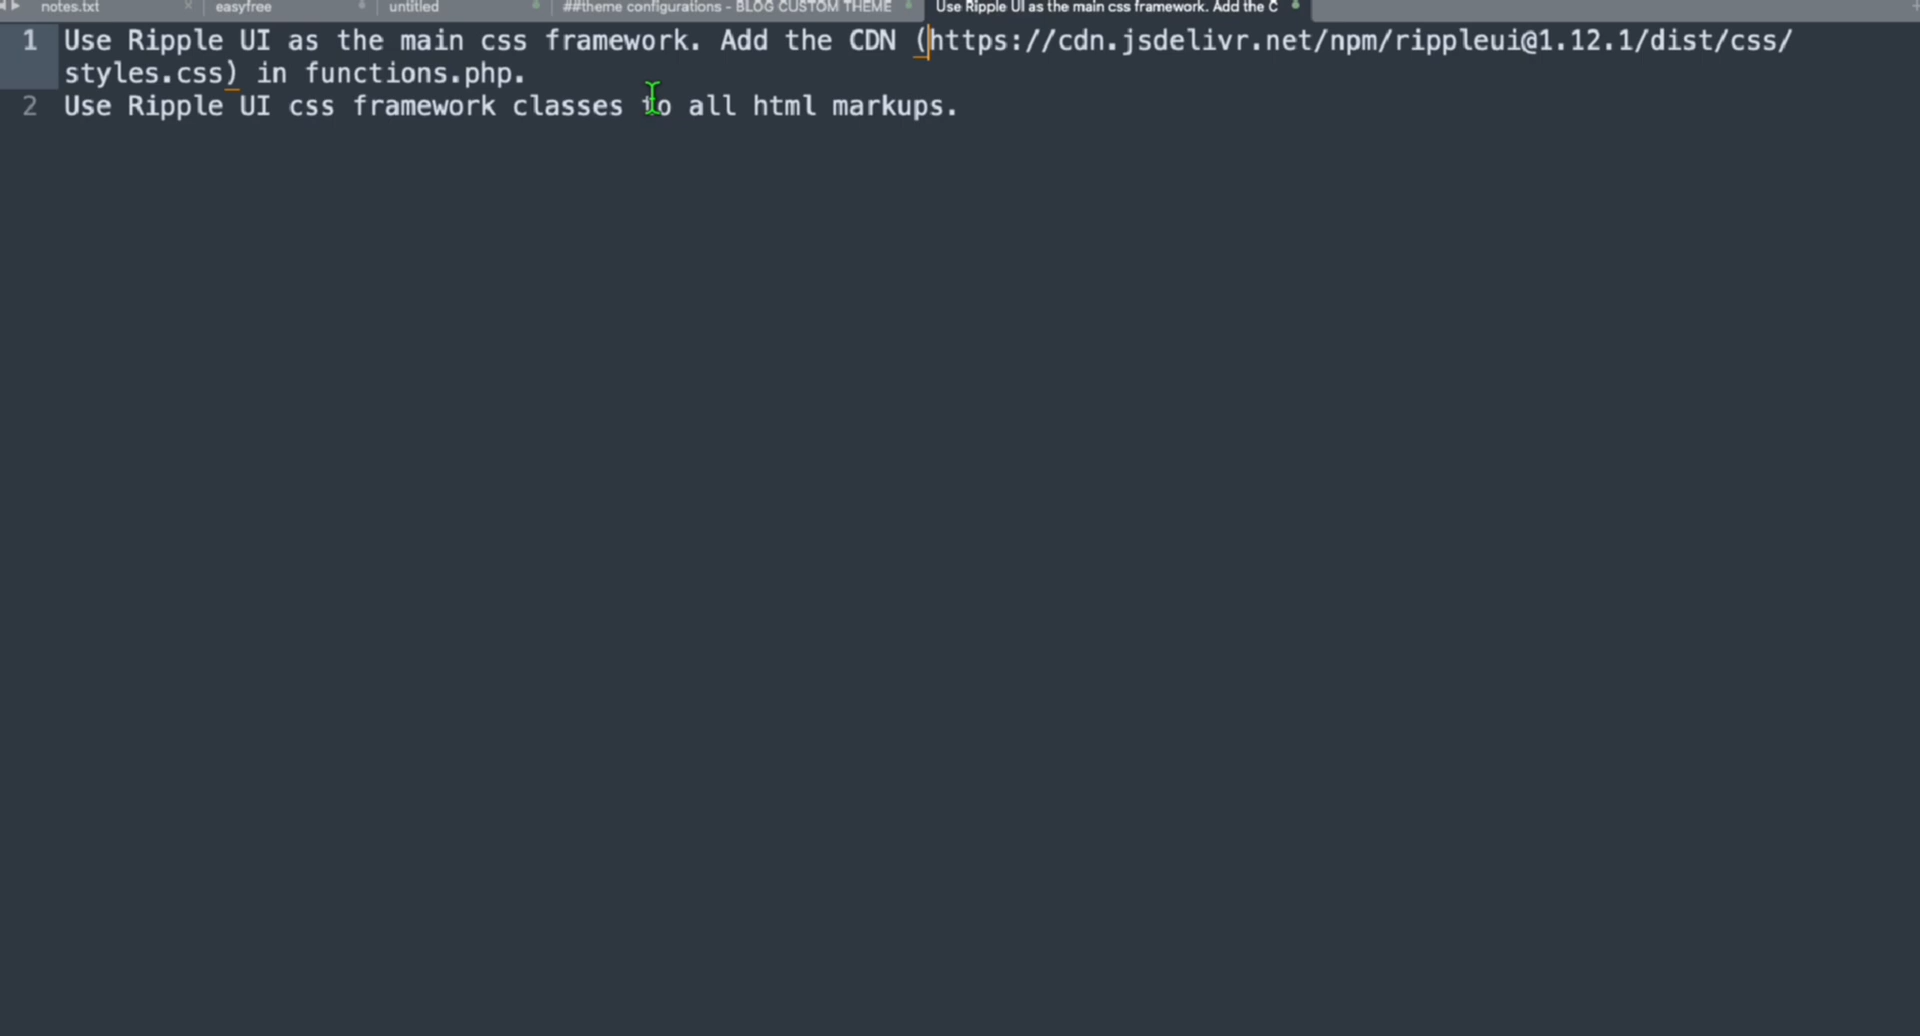 notes.txt easyfree untitled ##theme configurations - BLOG CUSTOM THEME Use Ripple UI as the main css framework. Add the C
1 Use Ripple UI as the main css framework. Add the CDN (https://cdn.jsdelivr.net/npm/rippleui@1.12.1/dist/css/
styles.css) in functions.php.
2 Use Ripple UI css framework classes to all html markups.